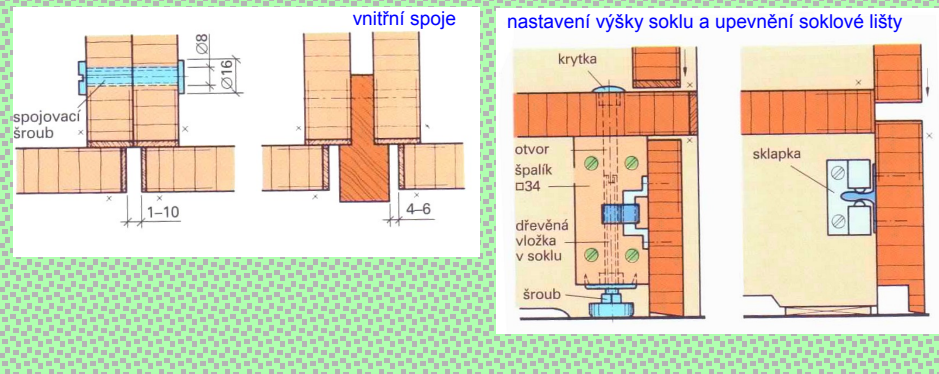 vnitřní spoje
Ø8
Ø16
spojovací
šroub
1–10
4–6
nastavení výšky soklu a upevnění soklové lišty
krytka
otvor
špalík
□34
dřevěná
vložka
v soklu
šroub
sklapka